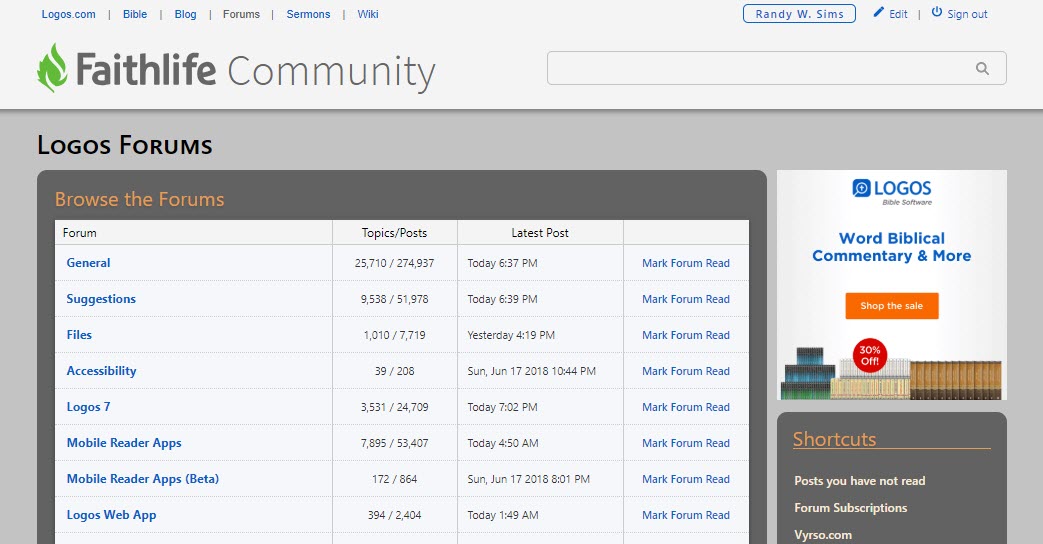 Logos.com | Bible | Blog | Forums | Sermons | Wiki
Randy W. Sims Edit | Sign out
Faithlife Community
Logos Forums
Browse the Forums
Forum Topics/Posts Latest Post
General 25,710 / 274,937 Today 6:37 PM Mark Forum Read
Suggestions 9,538 / 51,978 Today 6:39 PM Mark Forum Read
Files 1,010 / 7,719 Yesterday 4:19 PM Mark Forum Read
Accessibility 39 / 208 Sun, Jun 17 2018 10:44 PM Mark Forum Read
Logos 7 3,531 / 24,709 Today 7:02 PM Mark Forum Read
Mobile Reader Apps 7,895 / 53,407 Today 4:50 AM Mark Forum Read
Mobile Reader Apps (Beta) 172 / 864 Sun, Jun 17 2018 8:01 PM Mark Forum Read
Logos Web App 394 / 2,404 Today 1:49 AM Mark Forum Read
LOGOS
Bible Software
Word Biblical
Commentary & More
Shop the sale
30%
Off!
Shortcuts
Posts you have not read
Forum Subscriptions
Vyrso.com